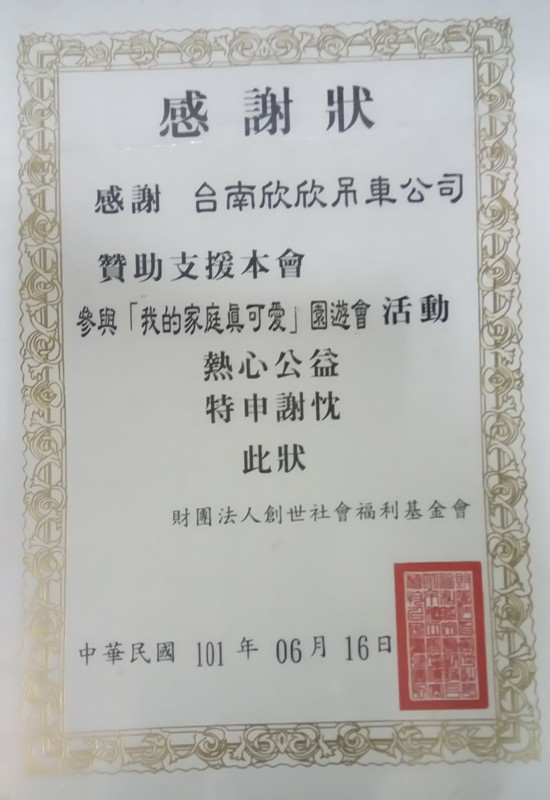 感謝狀
感謝 台南欣欣吊車公司
贊助支援本會
參與「我的家庭真可愛」園遊會 活動
熱心公益
特申謝忱
此狀
財團法人創世社會福利基金會
中華民國 101 年 06 月 16 日